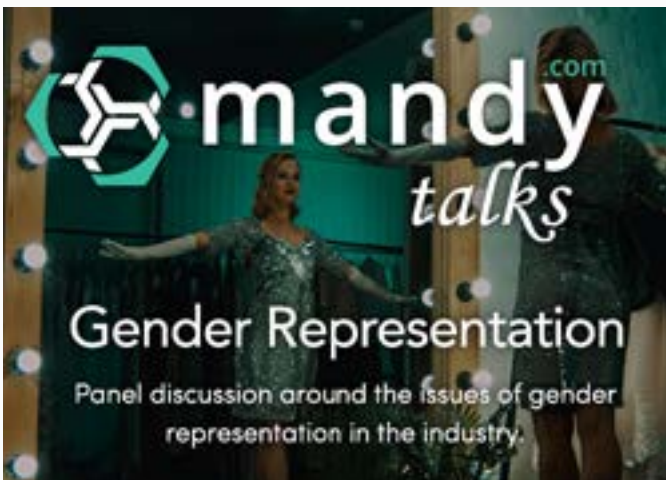 mandy.com
talks
Gender Representation
Panel discussion around the issues of gender
representation in the industry.